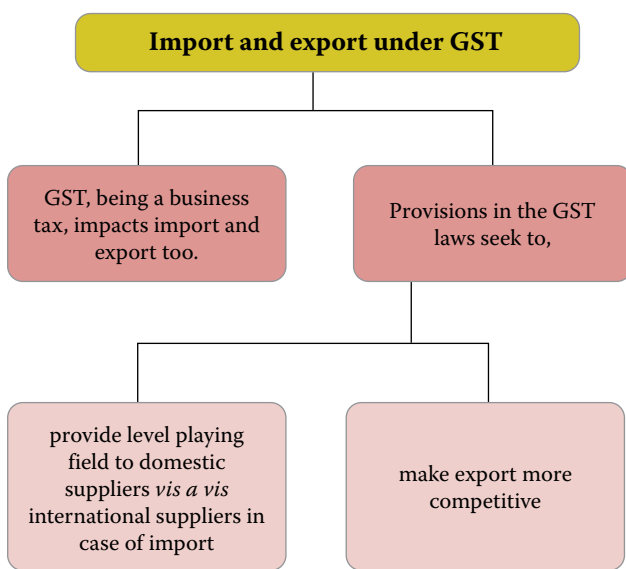 Import and export under GST
GST, being a business
tax, impacts import and
export too.
Provisions in the GST
laws seek to,
provide level playing
field to domestic
suppliers vis a vis
international suppliers in
case of import
make export more
competitive